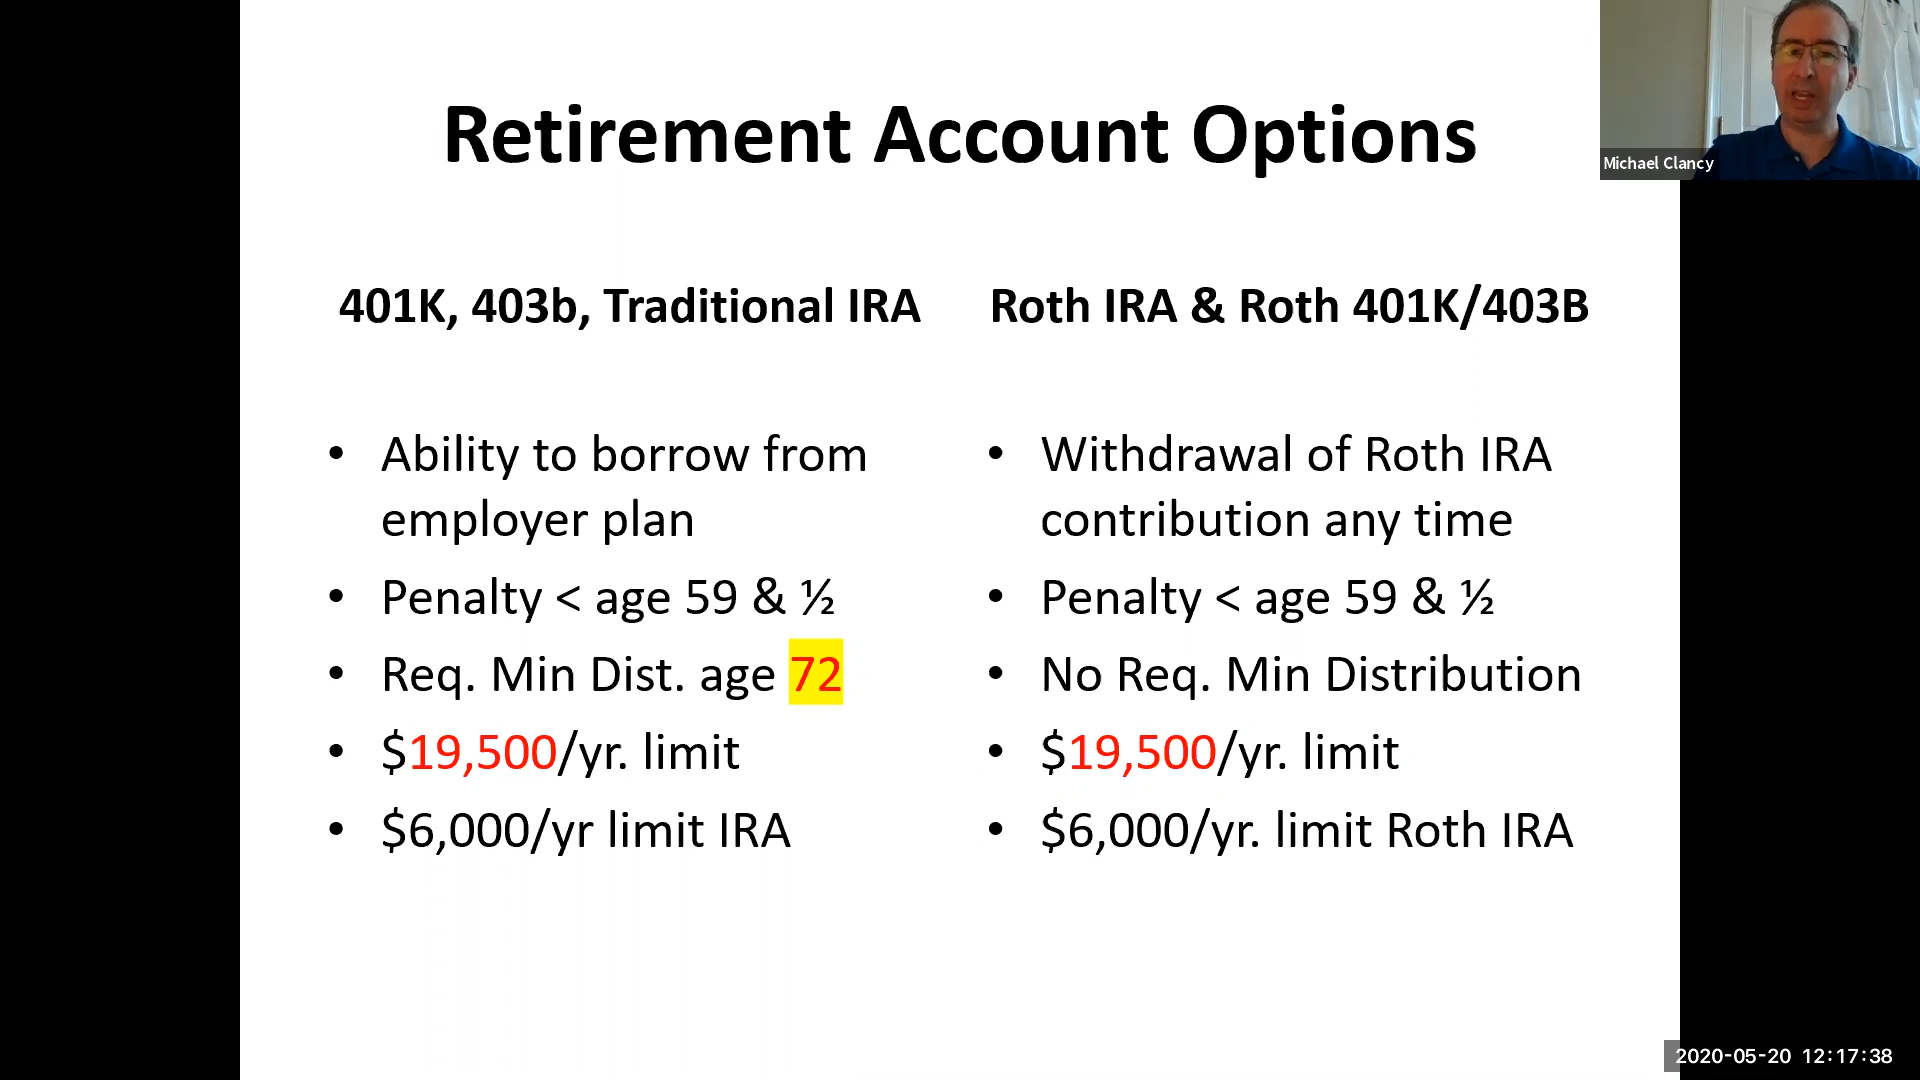 Retirement Account Options
Michael Clancy
401K, 403b, Traditional IRA
• Ability to borrow from
employer plan
• Penalty < age 59 & ½
• Req. Min Dist. age 72
• $19,500/yr. limit
• $6,000/yr limit IRA
Roth IRA & Roth 401K/403B
• Withdrawal of Roth IRA
contribution any time
• Penalty < age 59 & ½
• No Req. Min Distribution
• $19,500/yr. limit
• $6,000/yr. limit Roth IRA
2020-05-20 12:17:38